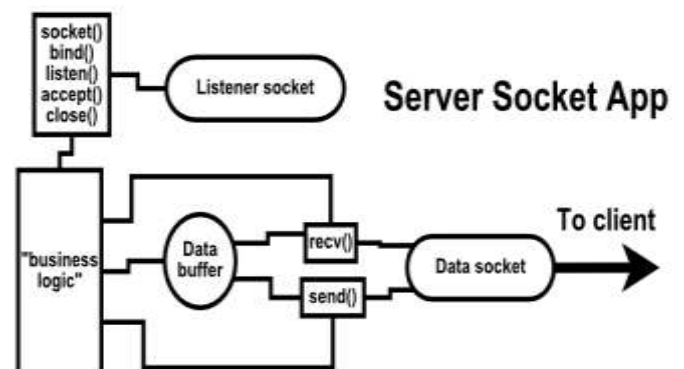 socket()
bind()
listen()
accept()
close()
Listener socket
Server Socket App
"business
logic"
Data
buffer
recv()
send()
Data socket
To client